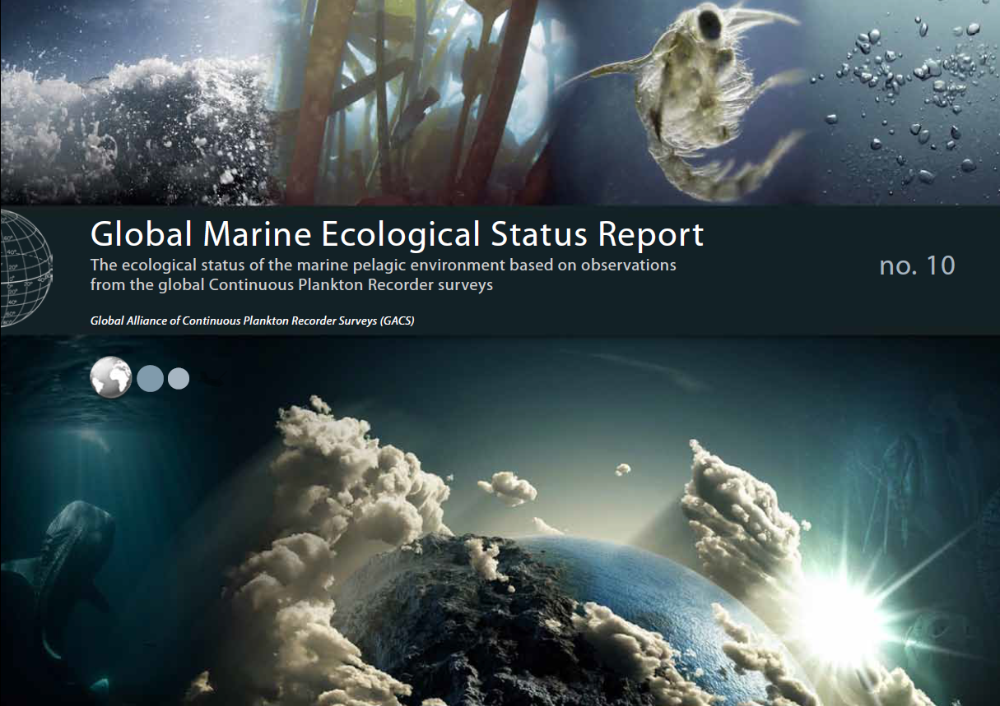 Global Marine Ecological Status Report
The ecological status of the marine pelagic environment based on observations
from the global Continuous Plankton Recorder surveys
no. 10
Global Alliance of Continuous Plankton Recorder Surveys (GACS)